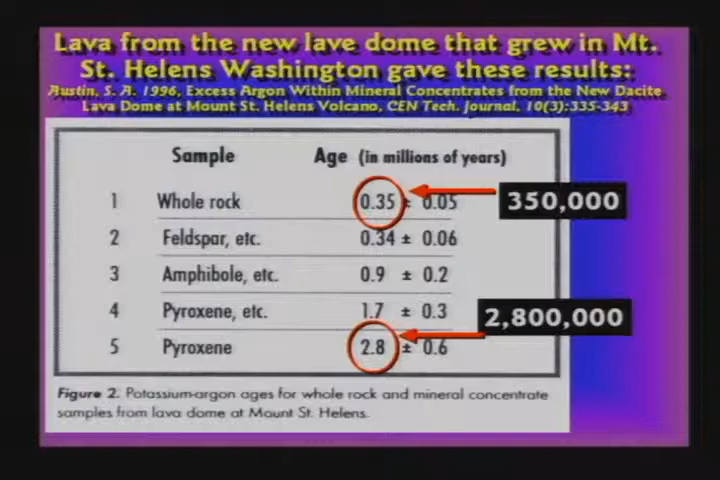 Lava from the new lave dome that grew in Mt.
St. Helens Washington gave these results:
Austin, S. A. 1996, Excess Argon Within Mineral Concentrates from the New Dacite
Lava Dome at Mount St. Helens Volcano, CEN Tech. Journal, 10(3):335-343
Sample Age (in millions of years)
1 Whole rock 0.35 ± 0.05 350,000
2 Feldspar, etc. 0.34 ± 0.06
3 Amphibole, etc. 0.9 ± 0.2
4 Pyroxene, etc. 1.7 ± 0.3 2,800,000
5 Pyroxene 2.8 ± 0.6
Figure 2. Potassium-argon ages for whole rock and mineral concentrate
samples from lava dome at Mount St. Helens.